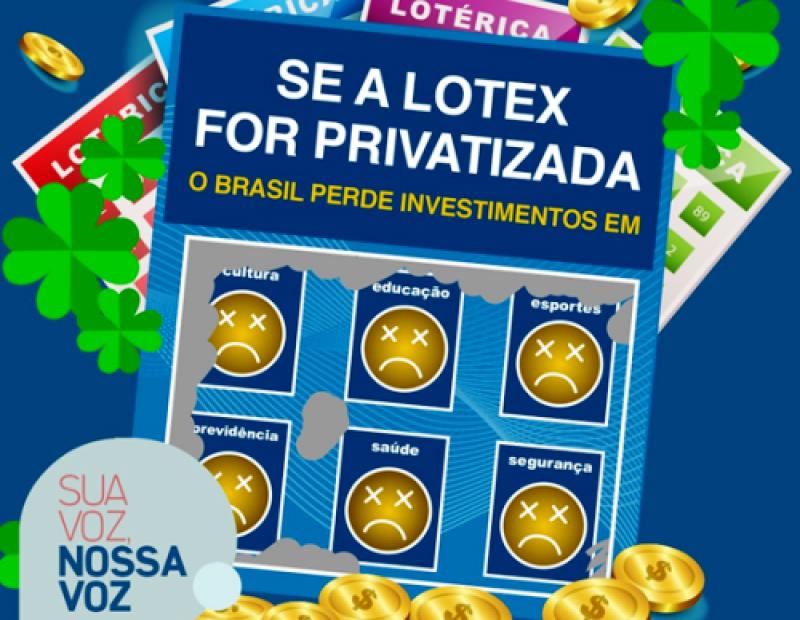 LOTÉRICA
SE A LOTEX
FOR PRIVATIZADA
O BRASIL PERDE INVESTIMENTOS EM
89
cultura
educação
esportes
previdência
saúde
segurança
SUA
VOZ,
NOSSA
VOZ